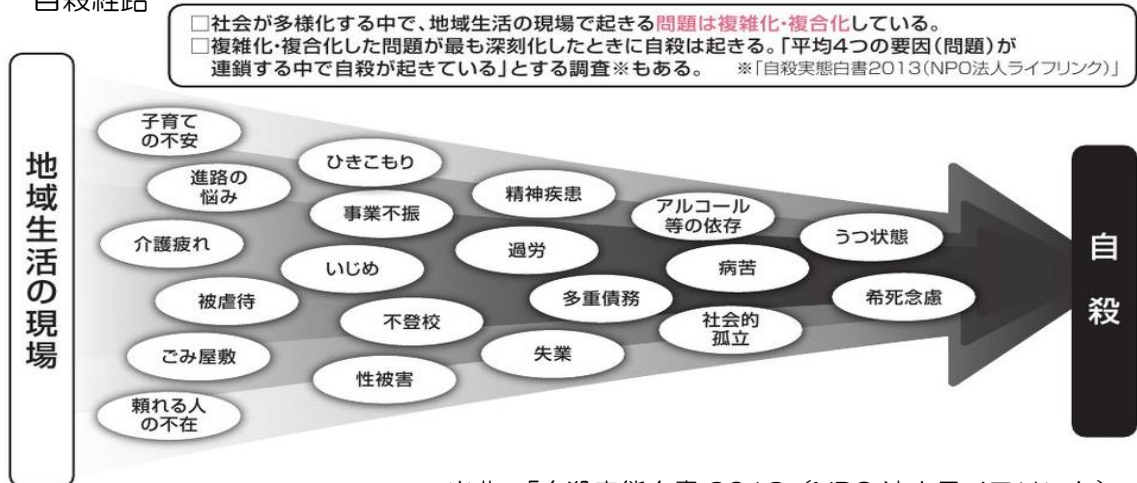 自殺経路
□社会が多様化する中で、地域生活の現場で起きる問題は複雑化・複合化している。
□複雑化・複合化した問題が最も深刻化したときに自殺は起きる。「平均4つの要因(問題)が
連鎖する中で自殺が起きている」とする調査※もある。 ※「自殺実態白書2013(NPO法人ライフリンク)」
地域生活の現場
子育て
の不安
進路の
悩み
介護疲れ
被虐待
ごみ屋敷
頼れる人
の不在
ひきこもり
事業不振
いじめ
不登校
性被害
精神疾患
過労
多重債務
失業
アルコール
等の依存
病苦
社会的
孤立
うつ状態
希死念慮
自殺